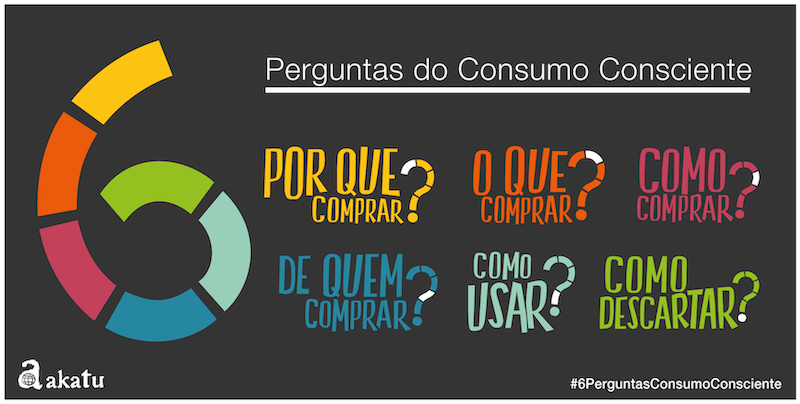 6
Perguntas do Consumo Consciente
POR QUE
COMPRAR?
O QUE
COMPRAR?
COMO
COMPRAR?
DE QUEM
COMPRAR?
COMO
USAR?
COMO
DESCARTAR?
akatu
#6PerguntasConsumoConsciente